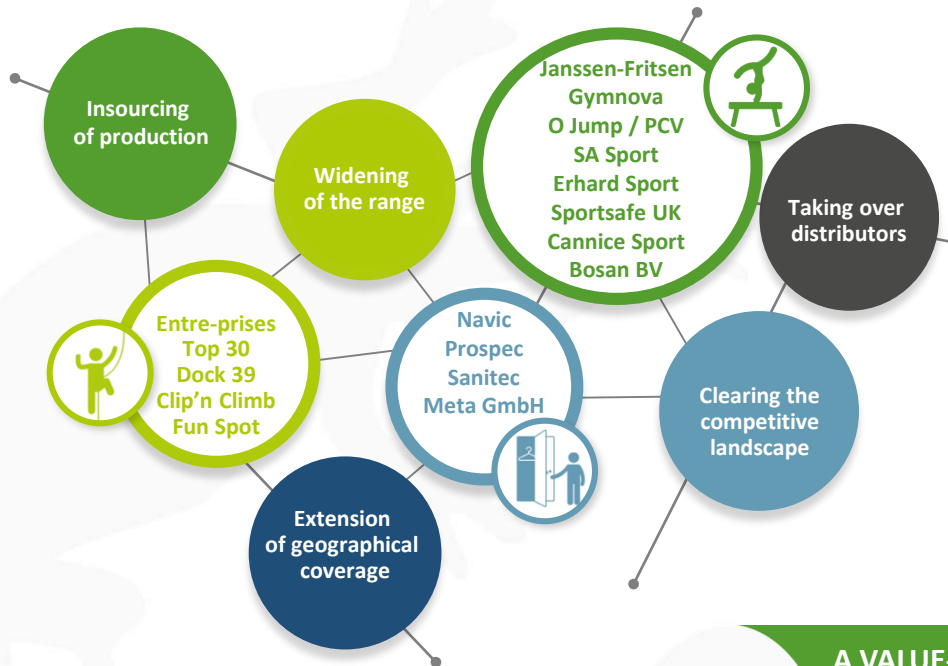 Insourcing
of production
Widening
of the range
Janssen-Fritsen
Gymnova
O Jump / PCV
SA Sport
Erhard Sport
Sportsafe UK
Cannice Sport
Bosan BV
Taking over
distributors
Entre-prises
Top 30
Dock 39
Clip’n Climb
Fun Spot
Navic
Prospec
Sanitec
Meta GmbH
Clearing the
competitive
landscape
Extension
of geographical
coverage
A VALUES